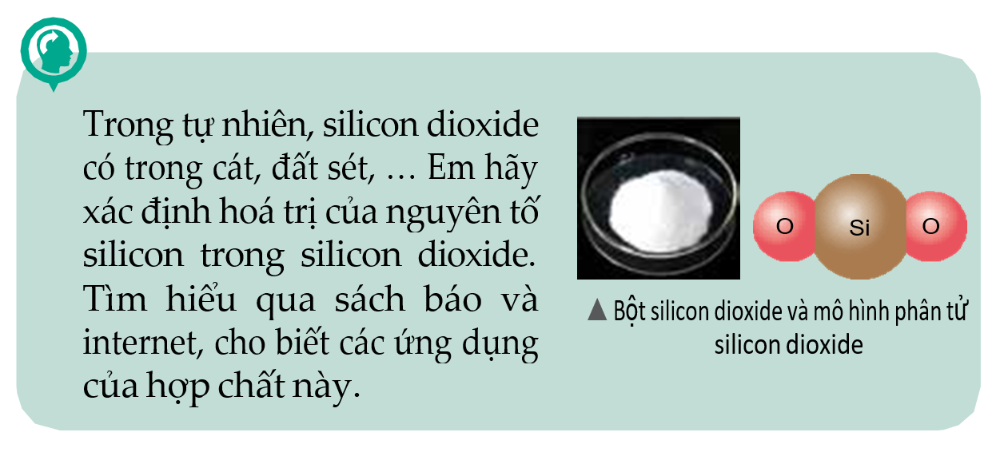 Trong tự nhiên, silicon dioxide
có trong cát, đất sét, … Em hãy
xác định hoá trị của nguyên tố
silicon trong silicon dioxide.
Tìm hiểu qua sách báo và
internet, cho biết các ứng dụng
của hợp chất này.
O Si O
▲ Bột silicon dioxide và mô hình phân tử
silicon dioxide